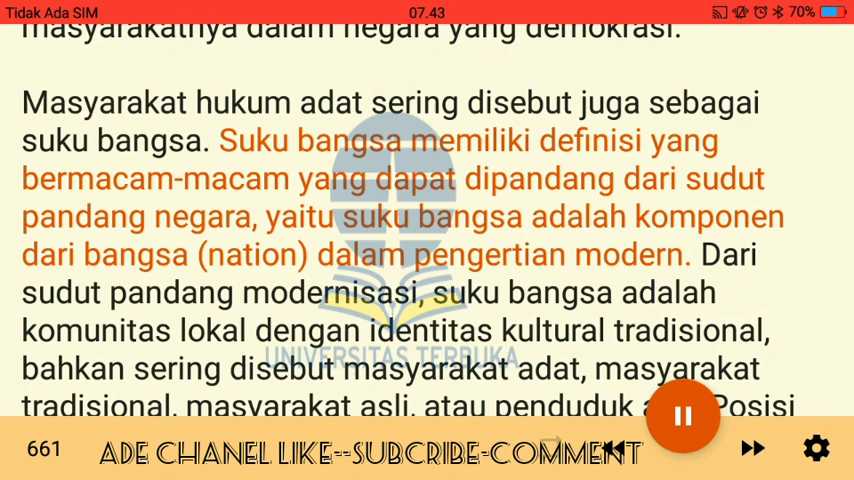 Tidak Ada SIM 07.43 70%
masyarakatnya dalam negara yang demokrasi.
Masyarakat hukum adat sering disebut juga sebagai
suku bangsa. Suku bangsa memiliki definisi yang
bermacam-macam yang dapat dipandang dari sudut
pandang negara, yaitu suku bangsa adalah komponen
dari bangsa (nation) dalam pengertian modern. Dari
sudut pandang modernisasi, suku bangsa adalah
komunitas lokal dengan identitas kultural tradisional,
UNIVERSITAS TERBUKA
bahkan sering disebut masyarakat adat, masyarakat
tradisional, masyarakat asli, atau penduduk Posisi
661 ADE CHANEL LIKE--SUBCRIBE-COMMENT